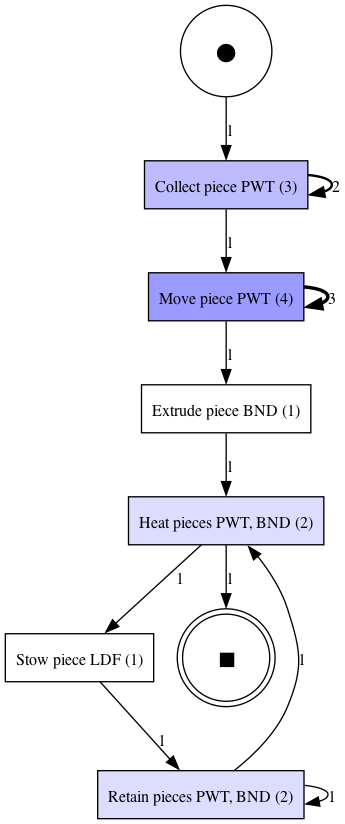 1
Collect piece PWT (3)
2
1
Move piece PWT (4)
3
1
Extrude piece BND (1)
1
Heat pieces PWT, BND (2)
1
1
Stow piece LDF (1)
1
1
Retain pieces PWT, BND (2)
1